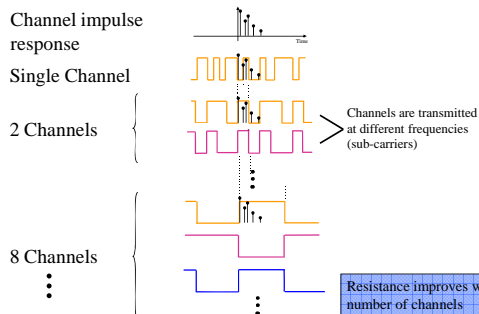 Channel impulse
response
Time
Single Channel
2 Channels
Channels are transmitted
at different frequencies
(sub-carriers)
8 Channels
Resistance improves w
number of channels